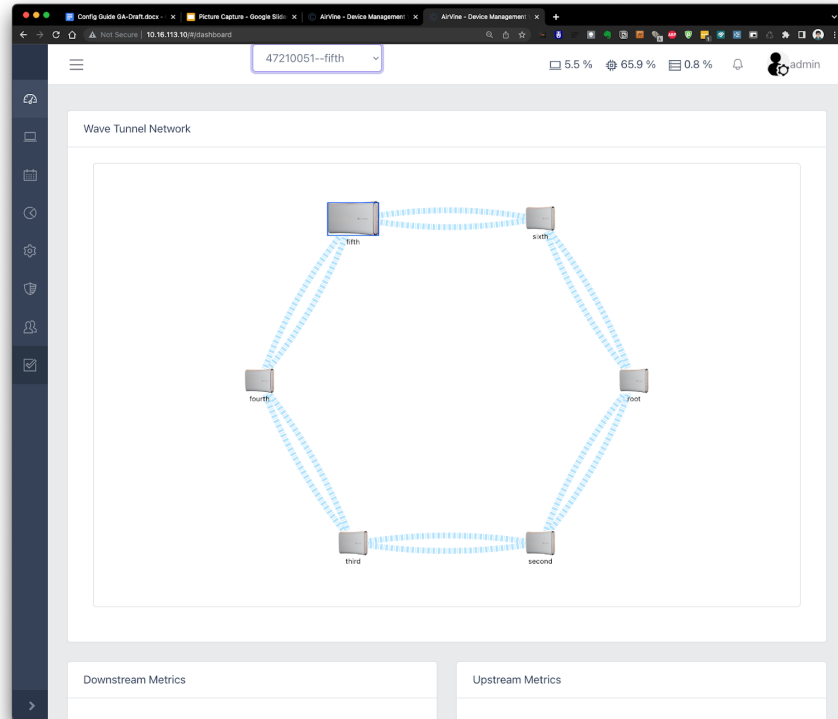 Config Guide GA-Draft.docx -
Picture Capture - Google Slide
AirVine - Device Management
AirVine - Device Management
Not Secure | 10.16.113.10/#/dashboard
47210051--fifth
5.5 %
65.9 %
0.8 %
admin
Wave Tunnel Network
fifth
sixth
fourth
root
third
second
Downstream Metrics
Upstream Metrics